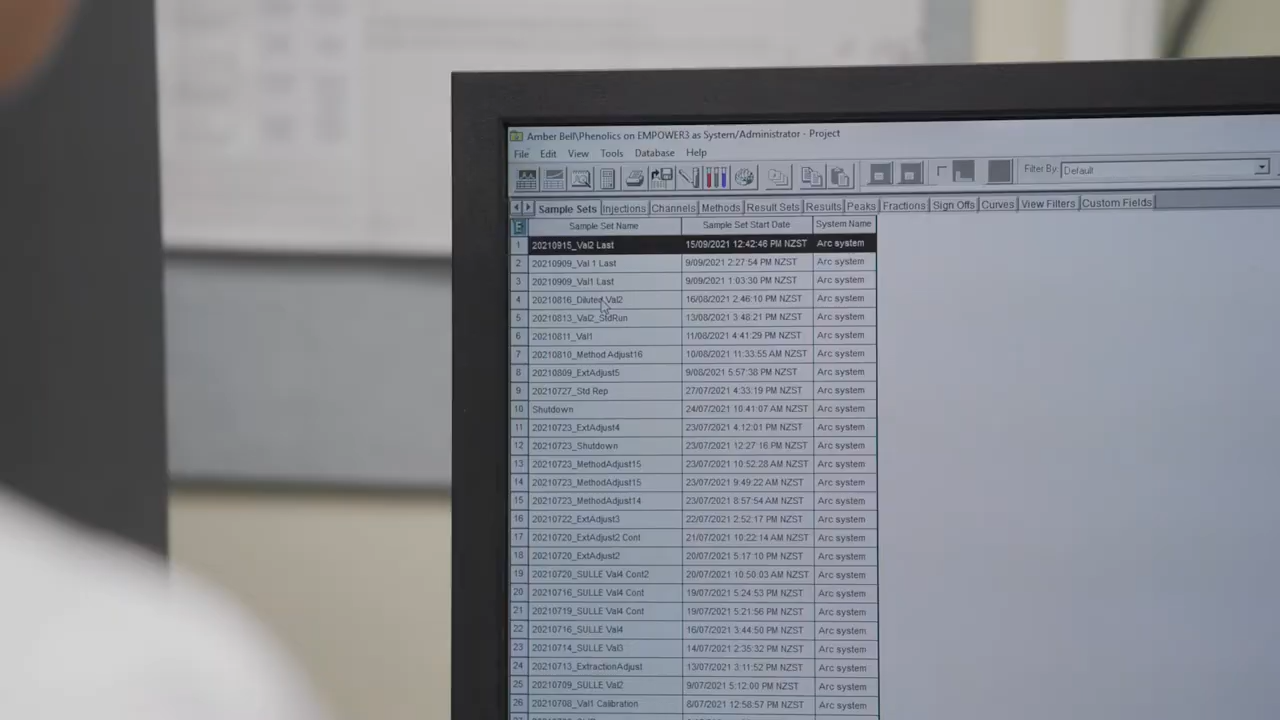 Amber Bell\Phenolics on EMPOWER3 as System/Administrator - Project
File Edit View Tools Database Help
Filter By Default
Sample Sets Injections Channels Methods Result Sets Results Peaks Fractions Sign Offs Curves View Filters Custom Fields
Sample Set Name Sample Set Start Date System Name
1 20210915_Val2 Last 15/09/2021 12:42:46 PM NZST Arc system
2 20210909_Val 1 Last 9/09/2021 2:27:54 PM NZST Arc system
3 20210909_Val1 Last 9/09/2021 1:03:30 PM NZST Arc system
4 20210816_Diluted_Val2 16/08/2021 2:46:10 PM NZST Arc system
5 20210813_Val2_StdRun 13/08/2021 3:48:21 PM NZST Arc system
6 20210811_Val1 11/08/2021 4:41:29 PM NZST Arc system
7 20210810_Method Adjust16 10/08/2021 11:33:55 AM NZST Arc system
8 20210809_ExtAdjust5 9/08/2021 5:57:38 PM NZST Arc system
9 20210727_Std Rep 27/07/2021 4:33:19 PM NZST Arc system
10 Shutdown 24/07/2021 10:41:07 AM NZST Arc system
11 20210723_ExtAdjust4 23/07/2021 4:12:01 PM NZST Arc system
12 20210723_Shutdown 23/07/2021 12:27:16 PM NZST Arc system
13 20210723_MethodAdjust15 23/07/2021 10:52:28 AM NZST Arc system
14 20210723_MethodAdjust15 23/07/2021 9:49:22 AM NZST Arc system
15 20210723_MethodAdjust14 23/07/2021 8:57:54 AM NZST Arc system
16 20210722_ExtAdjust3 22/07/2021 2:52:17 PM NZST Arc system
17 20210720_ExtAdjust2 Cont 21/07/2021 10:22:14 AM NZST Arc system
18 20210720_ExtAdjust2 20/07/2021 5:17:10 PM NZST Arc system
19 20210720_SULLE Val4 Cont2 20/07/2021 10:50:03 AM NZST Arc system
20 20210716_SULLE Val4 Cont 19/07/2021 5:24:53 PM NZST Arc system
21 20210719_SULLE Val4 Cont 19/07/2021 5:21:56 PM NZST Arc system
22 20210716_SULLE Val4 16/07/2021 3:44:50 PM NZST Arc system
23 20210714_SULLE Val3 14/07/2021 2:35:32 PM NZST Arc system
24 20210713_ExtractionAdjust 13/07/2021 3:11:52 PM NZST Arc system
25 20210709_SULLE Val2 9/07/2021 5:12:00 PM NZST Arc system
26 20210708_Val1 Calibration 8/07/2021 12:58:57 PM NZST Arc system